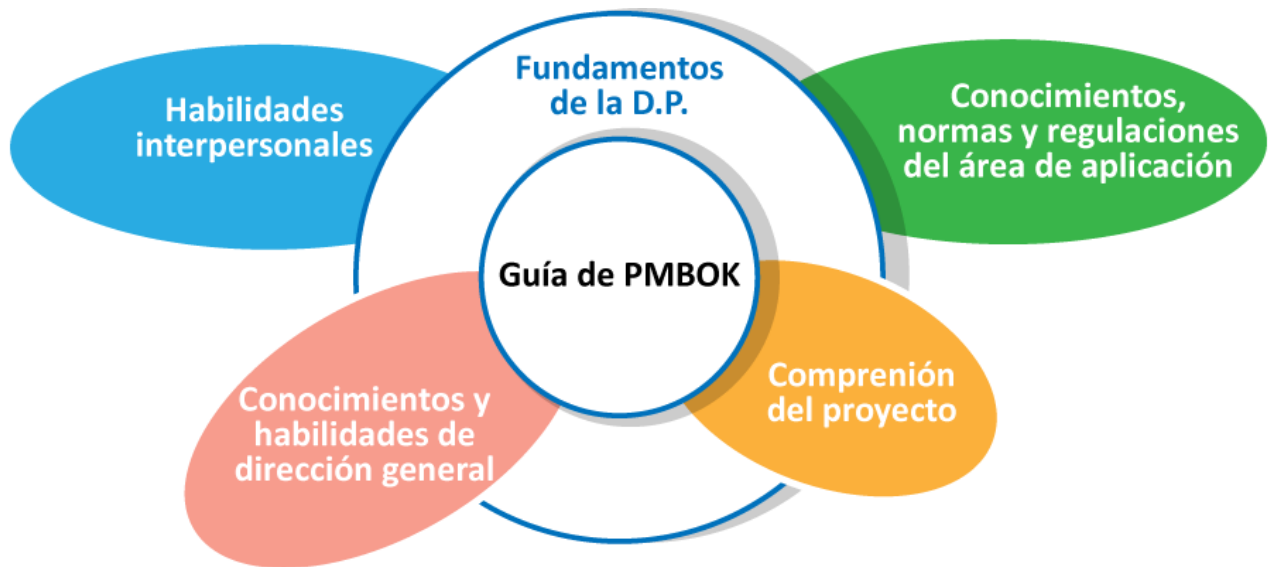 Fundamentos
de la D.P.
Habilidades
interpersonales
Conocimientos,
normas y regulaciones
del área de aplicación
Guía de PMBOK
Conocimientos y
habilidades de
dirección general
Comprenión
del proyecto